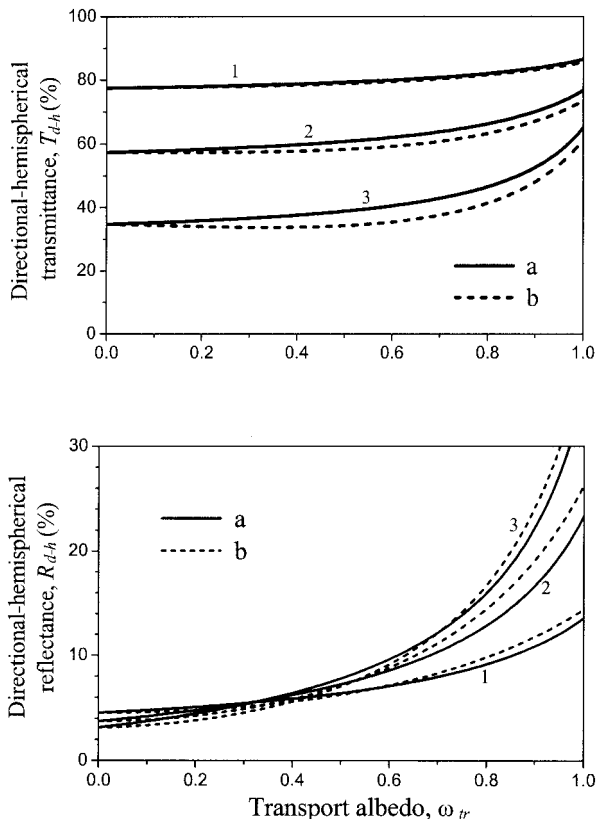 Directional-hemispherical
transmittance, T_{d-h} (%)
100
80
60
40
20
0
1
2
3
a
b
0.0 0.2 0.4 0.6 0.8 1.0
Directional-hemispherical
reflectance, R_{d-h} (%)
30
20
10
0
a
b
3
2
1
0.0 0.2 0.4 0.6 0.8 1.0
Transport albedo, ω_{tr}